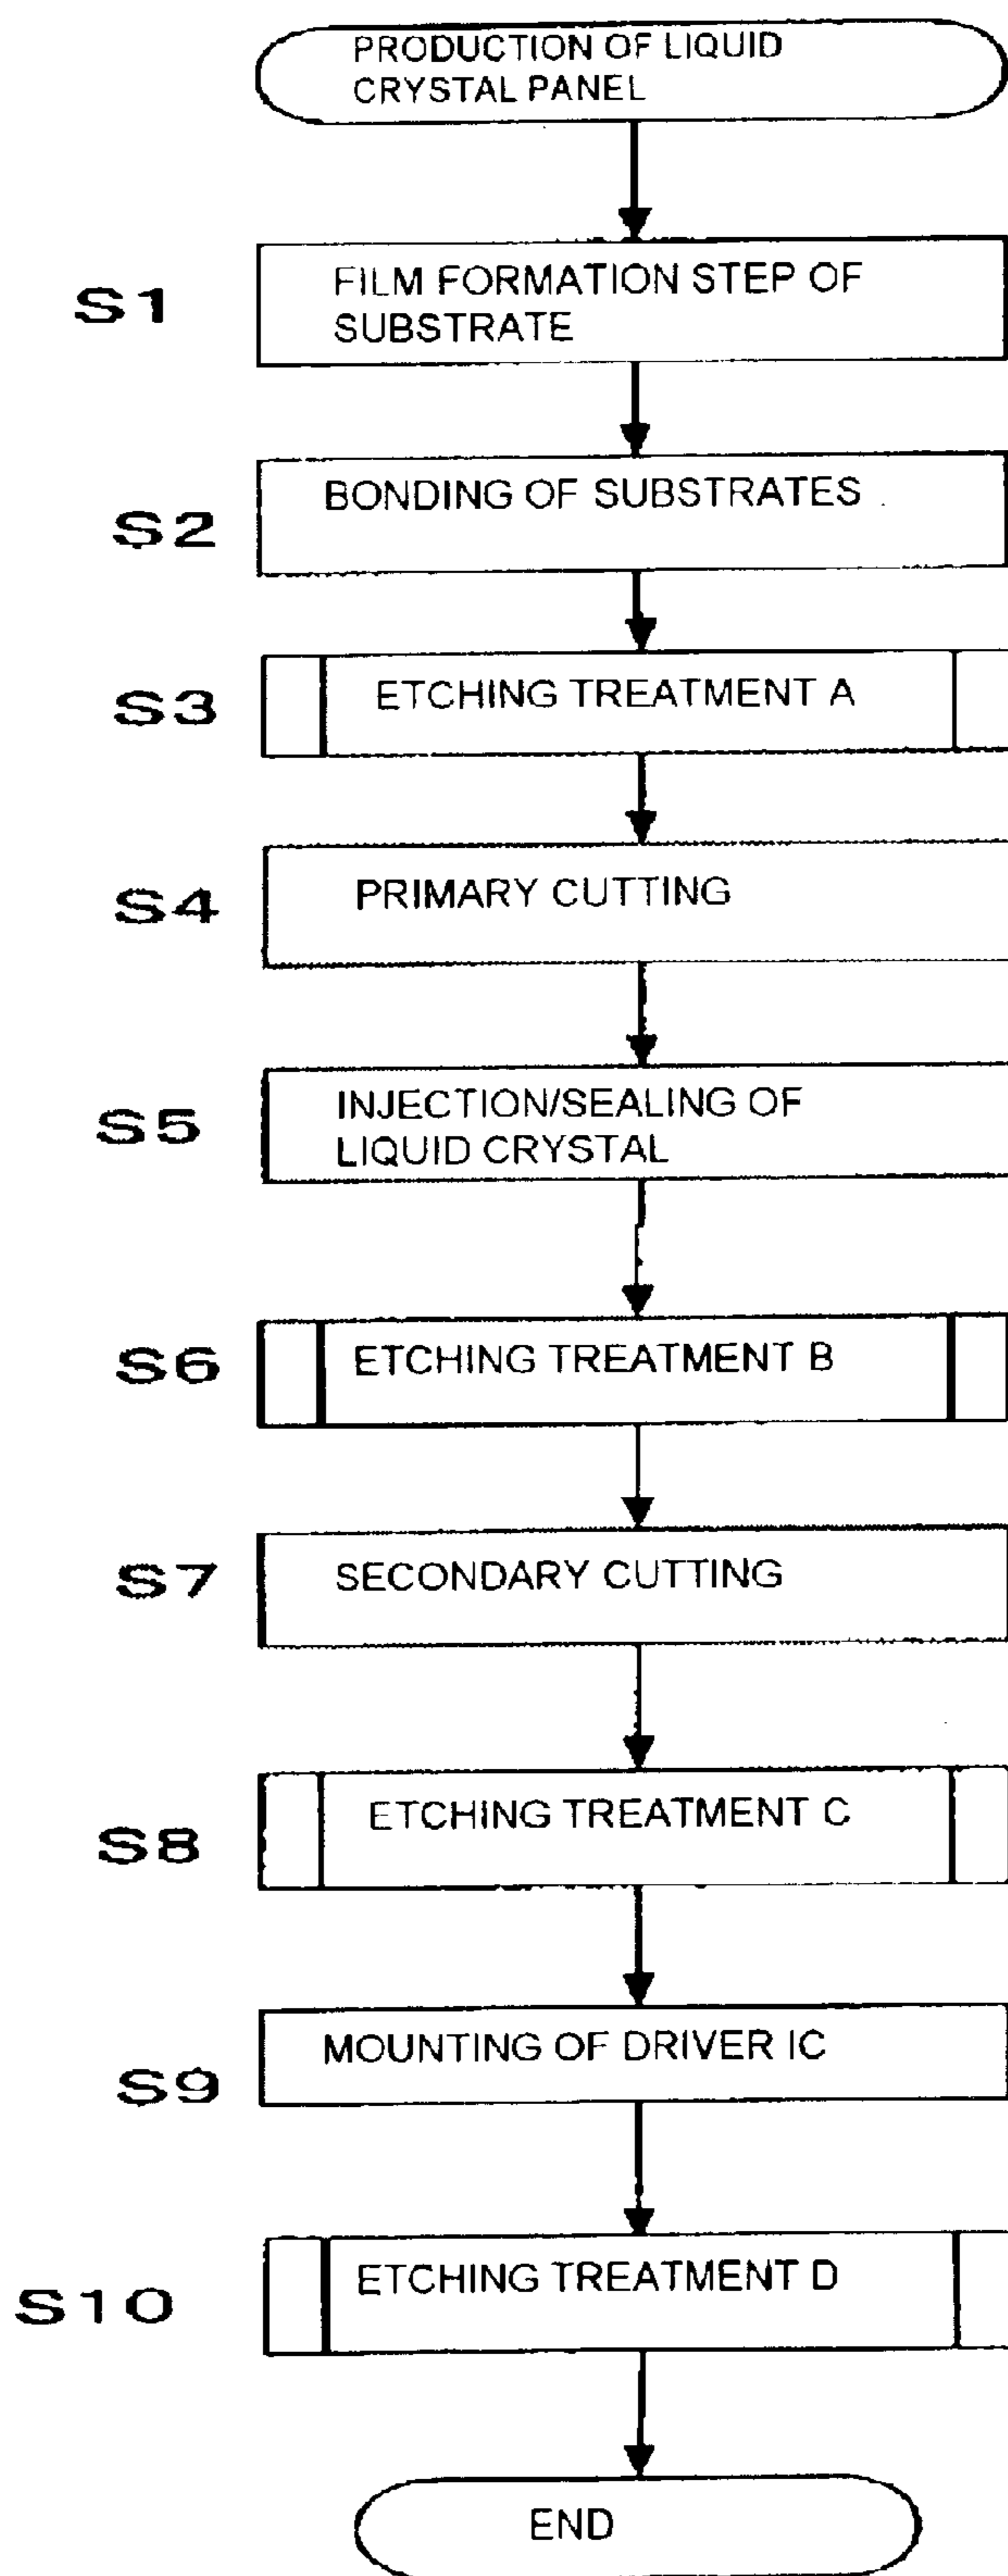 PRODUCTION OF LIQUID
CRYSTAL PANEL
S1
FILM FORMATION STEP OF
SUBSTRATE
S2
BONDING OF SUBSTRATES
S3
ETCHING TREATMENT A
S4
PRIMARY CUTTING
S5
INJECTION/SEALING OF
LIQUID CRYSTAL
S6
ETCHING TREATMENT B
S7
SECONDARY CUTTING
S8
ETCHING TREATMENT C
S9
MOUNTING OF DRIVER IC
S10
ETCHING TREATMENT D
END